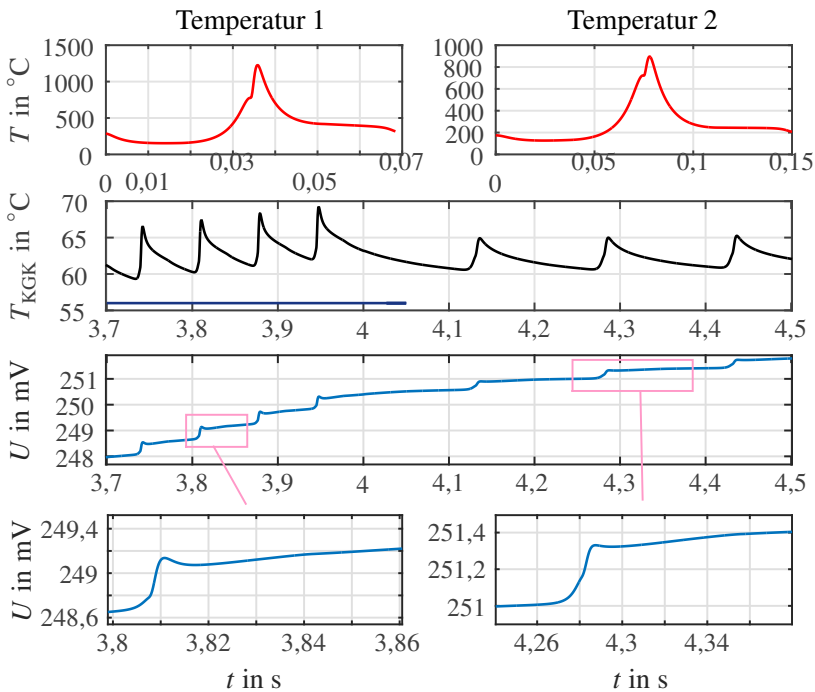 Temperatur 1 Temperatur 2
T in °C
1500
1000
500
0
0 0,01 0,03 0,05 0,07
1000
800
600
400
200
0
0 0,05 0,1 0,15
T_KGK in °C
70
65
60
55
3,7 3,8 3,9 4 4,1 4,2 4,3 4,4 4,5
U in mV
251
250
249
248
3,7 3,8 3,9 4 4,1 4,2 4,3 4,4 4,5
U in mV
249,4
249
248,6
3,8 3,82 3,84 3,86
t in s
251,4
251,2
251
4,26 4,3 4,34
t in s